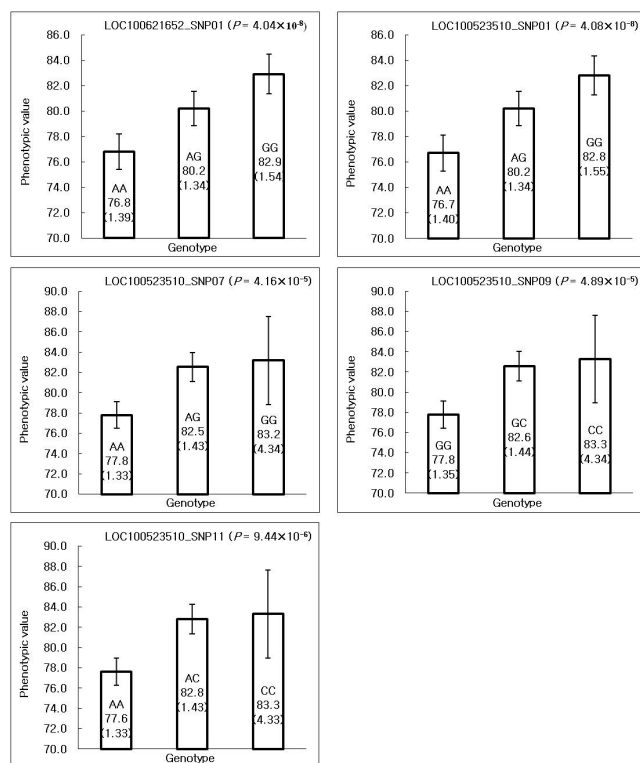 LOC100621652_SNP01 (P = 4.04×10⁻⁸)
86.0
84.0
82.0
80.0
78.0
76.0
74.0
72.0
70.0
Phenotypic value
AA
76.8
(1.39)
AG
80.2
(1.34)
GG
82.9
(1.54)
Genotype
LOC100523510_SNP01 (P = 4.08×10⁻⁸)
86.0
84.0
82.0
80.0
78.0
76.0
74.0
72.0
70.0
Phenotypic value
AA
76.7
(1.40)
AG
80.2
(1.34)
GG
82.8
(1.55)
Genotype
LOC100523510_SNP07 (P = 4.16×10⁻⁵)
90.0
88.0
86.0
84.0
82.0
80.0
78.0
76.0
74.0
72.0
70.0
Phenotypic value
AA
77.8
(1.33)
AG
82.5
(1.43)
GG
83.2
(4.34)
Genotype
LOC100523510_SNP09 (P = 4.89×10⁻⁵)
90.0
88.0
86.0
84.0
82.0
80.0
78.0
76.0
74.0
72.0
70.0
Phenotypic value
GG
77.8
(1.35)
GC
82.6
(1.44)
CC
83.3
(4.34)
Genotype
LOC100523510_SNP11 (P = 9.44×10⁻⁶)
90.0
88.0
86.0
84.0
82.0
80.0
78.0
76.0
74.0
72.0
70.0
Phenotypic value
AA
77.6
(1.33)
AC
82.8
(1.43)
CC
83.3
(4.33)
Genotype